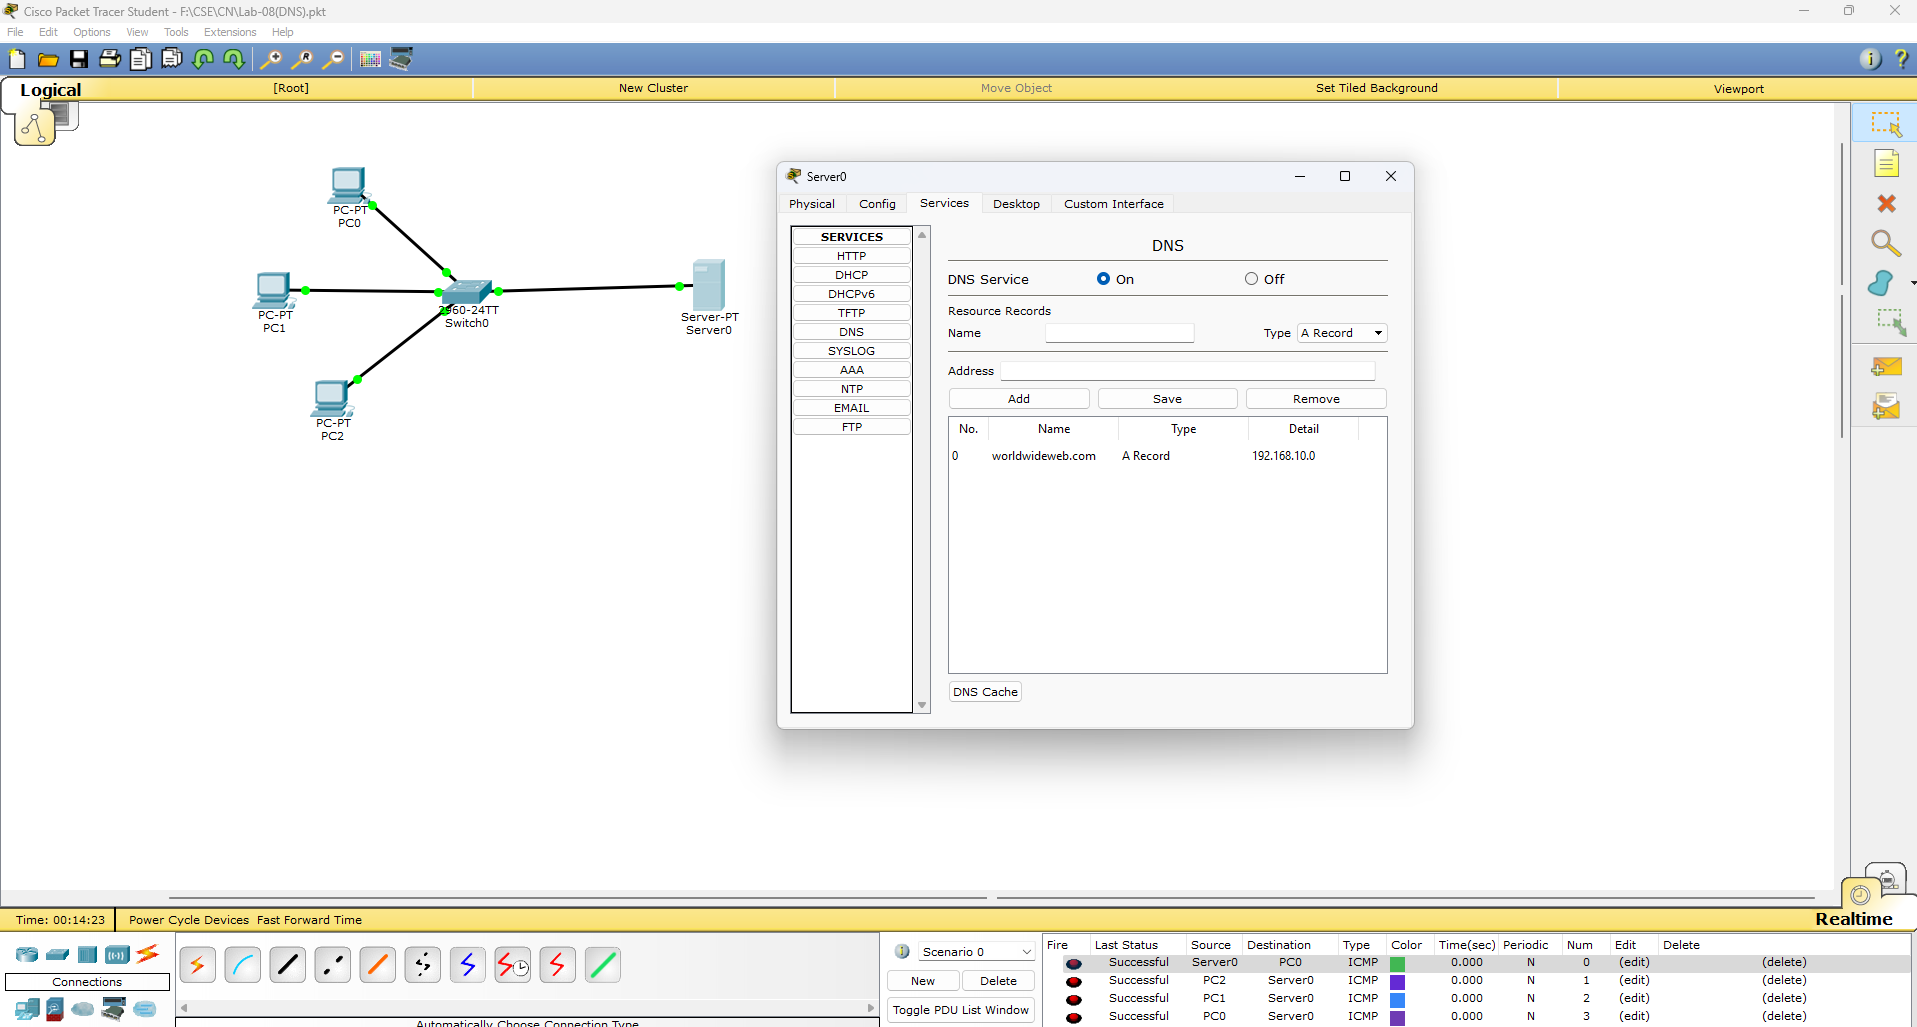 Cisco Packet Tracer Student - F:\CSE\CN\Lab-08(DNS).pkt
File Edit Options View Tools Extensions Help
Logical [Root] New Cluster Move Object Set Tiled Background Viewport
PC-PT
PC0
PC-PT
PC1
2960-24TT
Switch0
Server-PT
Server0
PC-PT
PC2
Server0
Physical Config Services Desktop Custom Interface
SERVICES
HTTP
DHCP
DHCPv6
TFTP
DNS
SYSLOG
AAA
NTP
EMAIL
FTP
DNS
DNS Service On Off
Resource Records
Name Type A Record
Address
Add Save Remove
No. Name Type Detail
0 worldwideweb.com A Record 192.168.10.0
DNS Cache
Time: 00:14:23 Power Cycle Devices Fast Forward Time
Realtime
Connections
Automatically Choose Connection Type
Scenario 0
New Delete
Toggle PDU List Window
Fire Last Status Source Destination Type Color Time(sec) Periodic Num Edit Delete
Successful Server0 PC0 ICMP 0.000 N 0 (edit) (delete)
Successful PC2 Server0 ICMP 0.000 N 1 (edit) (delete)
Successful PC1 Server0 ICMP 0.000 N 2 (edit) (delete)
Successful PC0 Server0 ICMP 0.000 N 3 (edit) (delete)